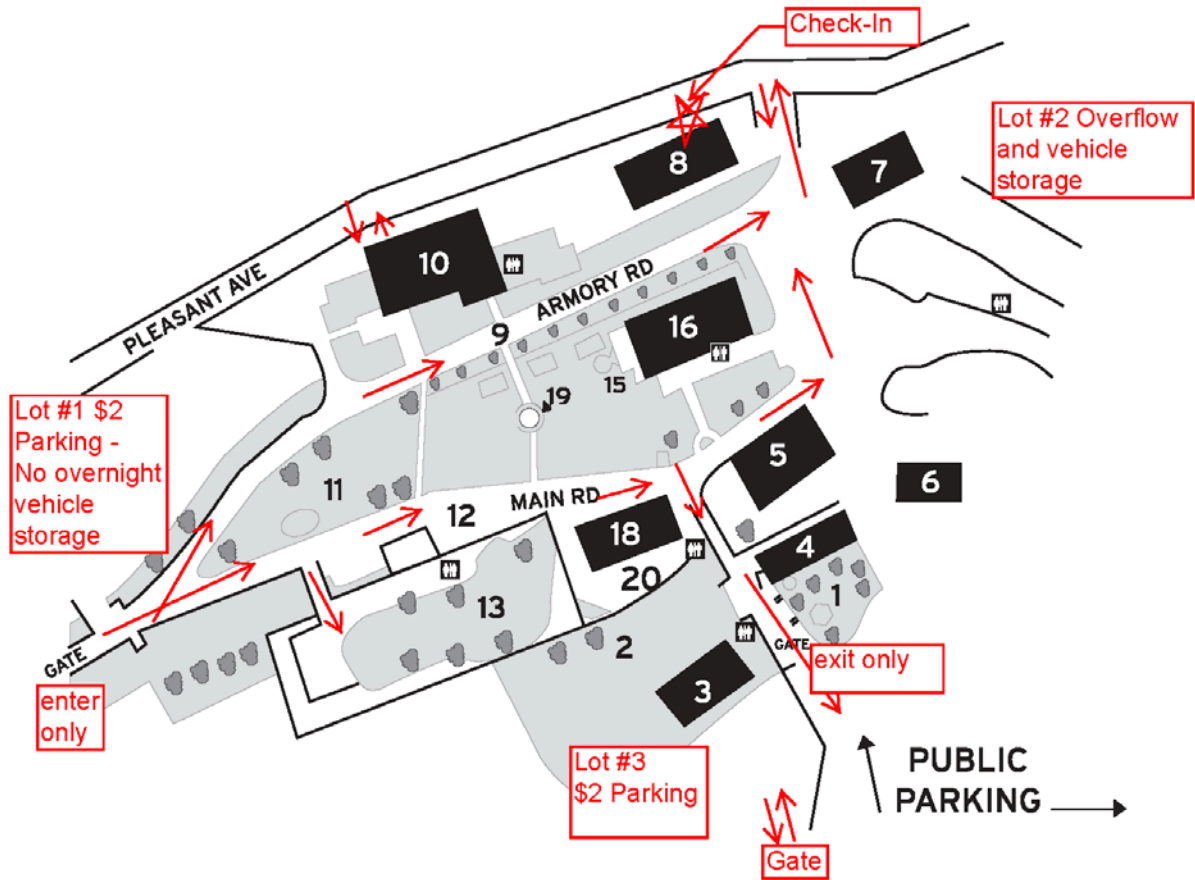 Check-In
Lot #2 Overflow
and vehicle
storage
8
7
10
PLEASANT AVE
ARMORY RD
9
16
15
19
Lot #1 $2
Parking -
No overnight
vehicle
storage
11
12
MAIN RD
5
6
18
4
20
13
1
2
GATE
GATE
exit only
enter
only
3
Lot #3
$2 Parking
PUBLIC
PARKING
Gate